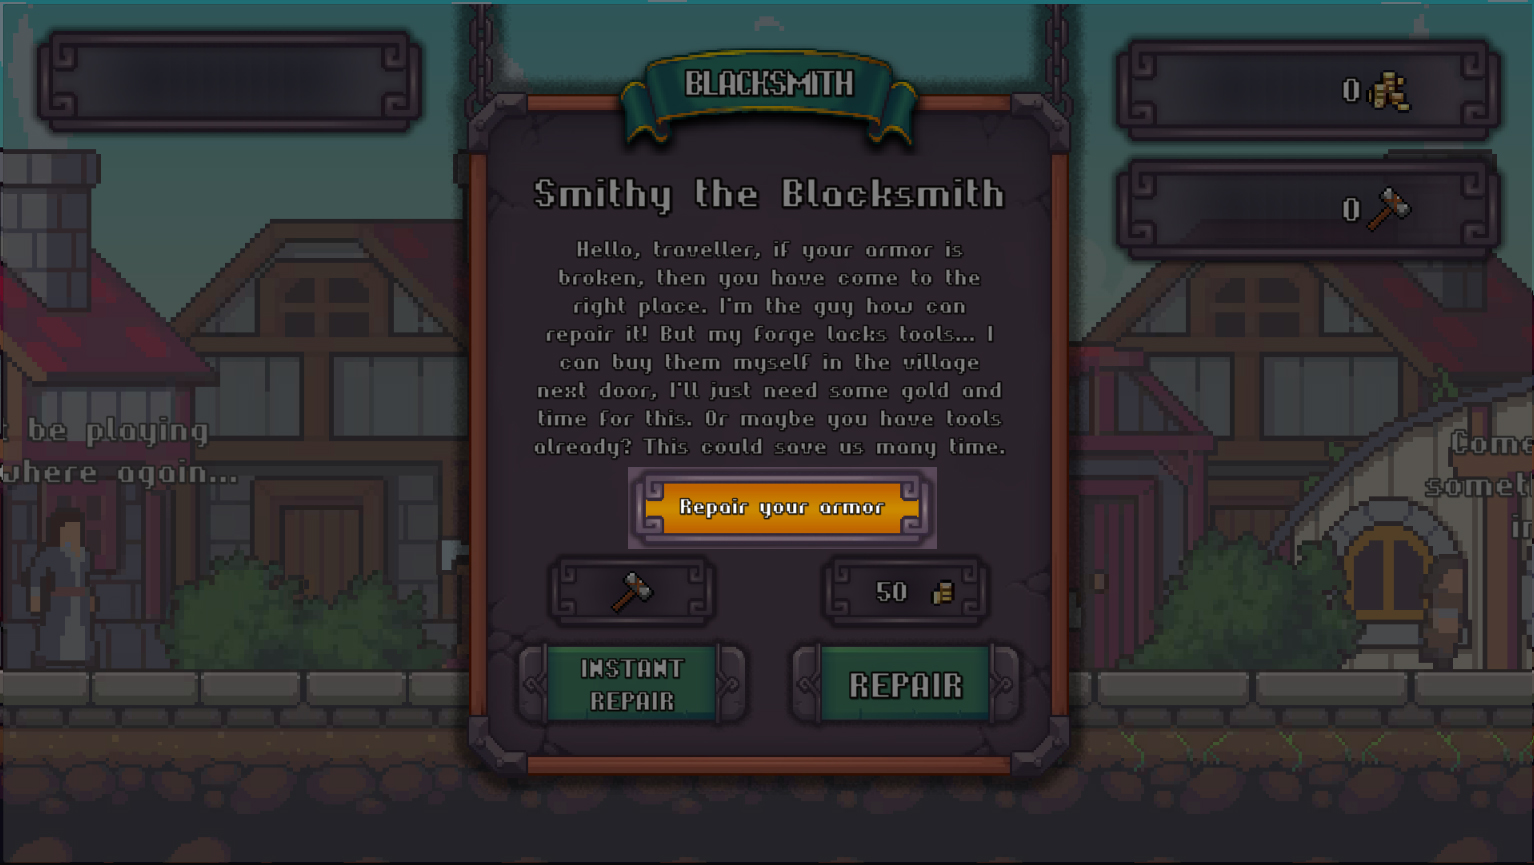 BLACKSMITH
0
0
Smithy the Blacksmith
Hello, traveller, if your armor is
broken, then you have come to the
right place. I'm the guy how can
repair it! But my forge lacks tools... I
can buy them myself in the village
next door, I'll just need some gold and
time for this. Or maybe you have tools
already? This could save us many time.
be playing
where again...
Come
somet
Repair your armor
50
INSTANT
REPAIR
REPAIR